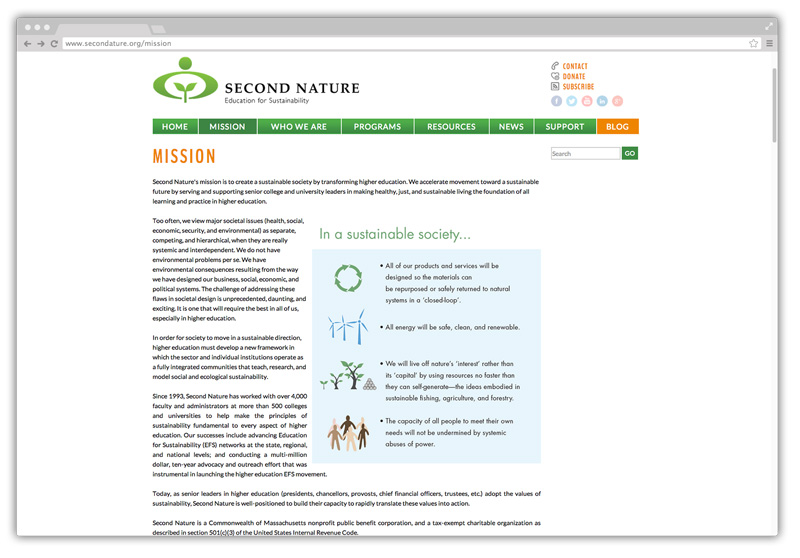 www.secondature.org/mission
SECOND NATURE
Education for Sustainability
CONTACT
DONATE
SUBSCRIBE
HOME
MISSION
WHO WE ARE
PROGRAMS
RESOURCES
NEWS
SUPPORT
BLOG
MISSION
Search
GO
Second Nature's mission is to create a sustainable society by transforming higher education. We accelerate movement toward a sustainable
future by serving and supporting senior college and university leaders in making healthy, just, and sustainable living the foundation of all
learning and practice in higher education.
Too often, we view major societal issues (health, social,
economic, security, and environmental) as separate,
competing, and hierarchical, when they are really
systemic and interdependent. We do not have
environmental problems per se. We have
environmental consequences resulting from the way
we have designed our business, social, economic, and
political systems. The challenge of addressing these
flaws in societal design is unprecedented, daunting, and
exciting. It is one that will require the best in all of us,
especially in higher education.
In order for society to move in a sustainable direction,
higher education must develop a new framework in
which the sector and individual institutions operate as
a fully integrated communities that teach, research, and
model social and ecological sustainability.
Since 1993, Second Nature has worked with over 4,000
faculty and administrators at more than 500 colleges
and universities to help make the principles of
sustainability fundamental to every aspect of higher
education. Our successes include advancing Education
for Sustainability (EFS) networks at the state, regional,
and national levels; and conducting a multi-million
dollar, ten-year advocacy and outreach effort that was
instrumental in launching the higher education EFS movement.
In a sustainable society...
• All of our products and services will be
designed so the materials can
be repurposed or safely returned to natural
systems in a 'closed-loop'.
• All energy will be safe, clean, and renewable.
• We will live off nature's 'interest' rather than
its 'capital' by using resources no faster than
they can self-generate—the ideas embodied in
sustainable fishing, agriculture, and forestry.
• The capacity of all people to meet their own
needs will not be undermined by systemic
abuses of power.
Today, as senior leaders in higher education (presidents, chancellors, provosts, chief financial officers, trustees, etc.) adopt the values of
sustainability, Second Nature is well-positioned to build their capacity to rapidly translate these values into action.
Second Nature is a Commonwealth of Massachusetts nonprofit public benefit corporation, and a tax-exempt charitable organization as
described in section 501(c)(3) of the United States Internal Revenue Code.